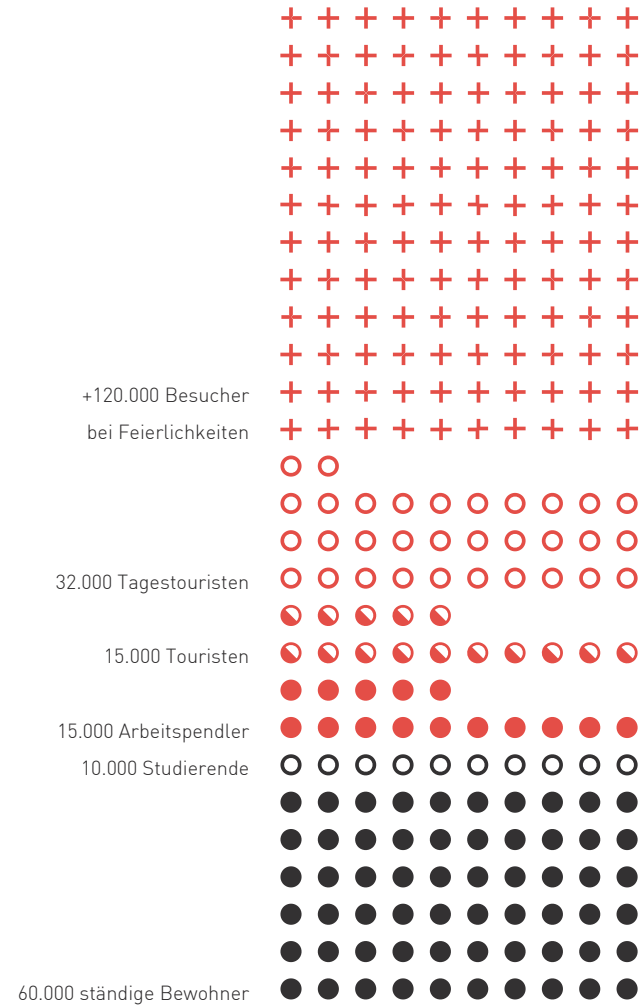 +120.000 Besucher
bei Feierlichkeiten
32.000 Tagestouristen
15.000 Touristen
15.000 Arbeitspendler
10.000 Studierende
60.000 ständige Bewohner